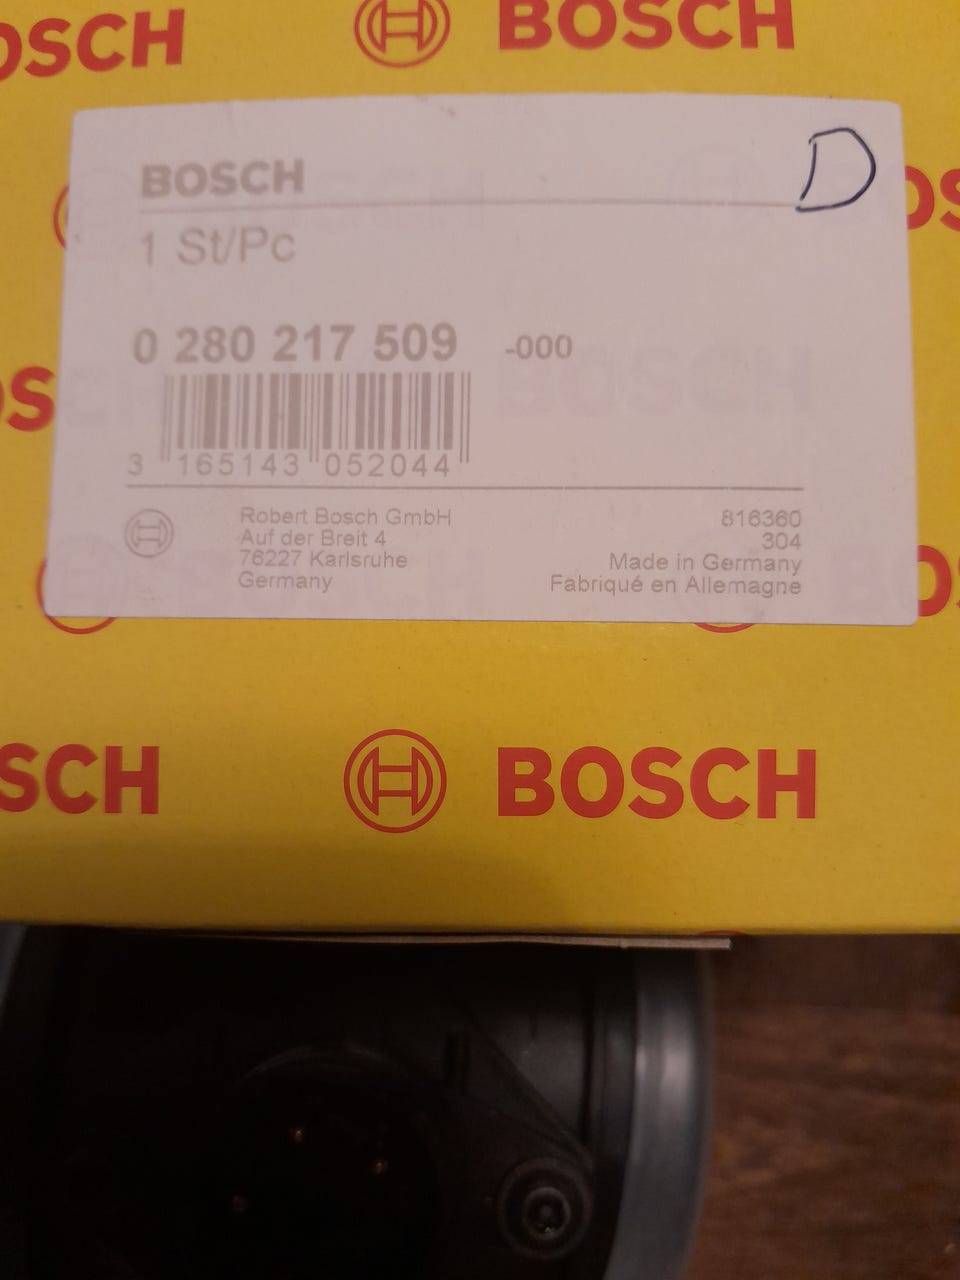 OSCH
BOSCH
D
BOSCH
1 St/Pc
0 280 217 509 -000
3 165143 052044
Robert Bosch GmbH
Auf der Breit 4
76227 Karlsruhe
Germany
816360
304
Made in Germany
Fabriqué en Allemagne
SCH
BOSCH